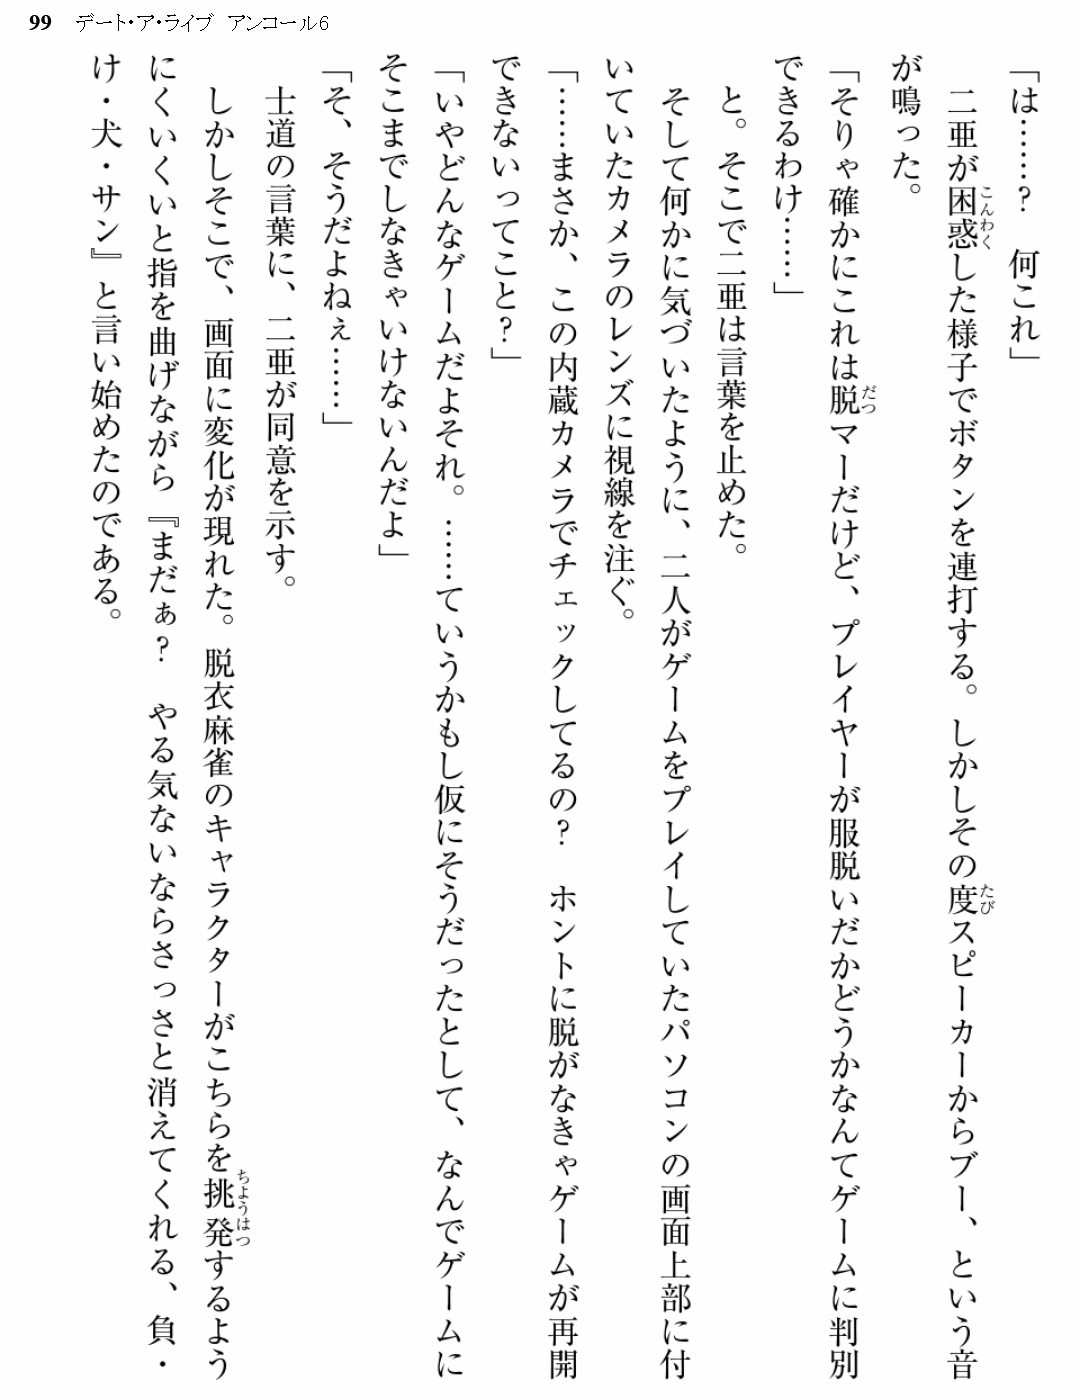 99 デート・ア・ライブ アンコール6
「は……？　何これ」
　二亜が困惑した様子でボタンを連打する。しかしその度スピーカーからブー、という音
が鳴った。
「そりゃ確かにこれは脱マーだけど、プレイヤーが服脱いだかどうかなんてゲームに判別
できるわけ……」
　と。そこで二亜は言葉を止めた。
　そして何かに気づいたように、二人がゲームをプレイしていたパソコンの画面上部に付
いていたカメラのレンズに視線を注ぐ。
「……まさか、この内蔵カメラでチェックしてるの？　ホントに脱がなきゃゲームが再開
できないってこと？」
「いやどんなゲームだよそれ。……ていうかもし仮にそうだったとして、なんでゲームに
そこまでしなきゃいけないんだよ」
「そ、そうだよねぇ……」
　士道の言葉に、二亜が同意を示す。
　しかしそこで、画面に変化が現れた。脱衣麻雀のキャラクターがこちらを挑発するよう
にくいくいと指を曲げながら『まだぁ？　やる気ないならさっさと消えてくれる、負・
け・犬・サン』と言い始めたのである。
こんわく
たび
だつ
ちようはつ